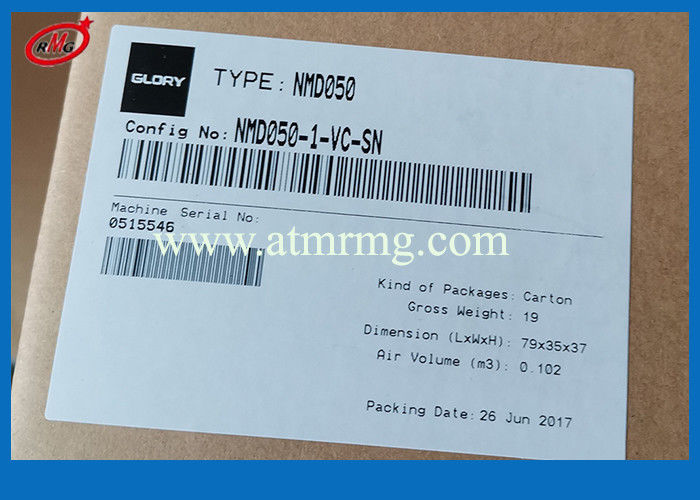 RMG
GLORY
TYPE: NMD050
Config No: NMD050-1-VC-SN
Machine Serial No:
0515546
www.atmrmg.com
Kind of Packages: Carton
Gross Weight: 19
Dimension (LxWxH): 79x35x37
Air Volume (m3): 0.102
Packing Date: 26 Jun 2017